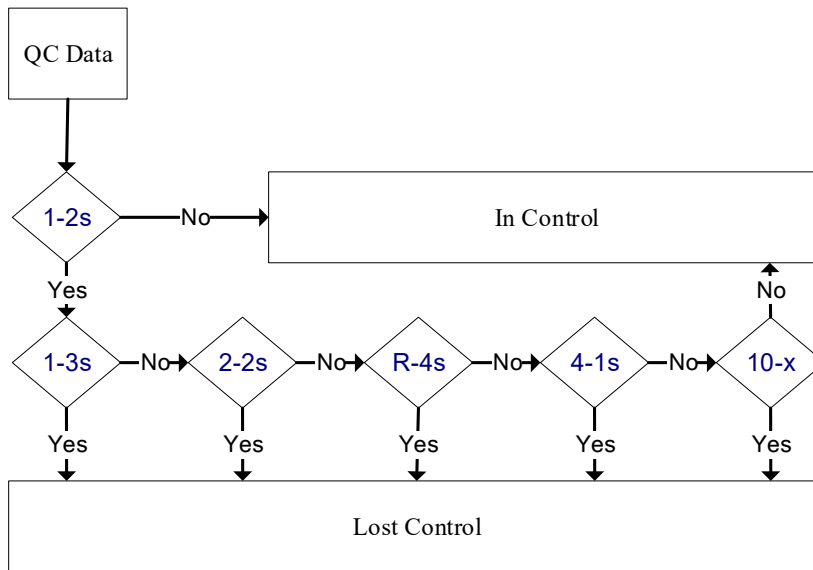 QC Data
1-2s
No
In Control
Yes
No
1-3s
No
2-2s
No
R-4s
No
4-1s
No
10-x
Yes
Yes
Yes
Yes
Yes
Lost Control